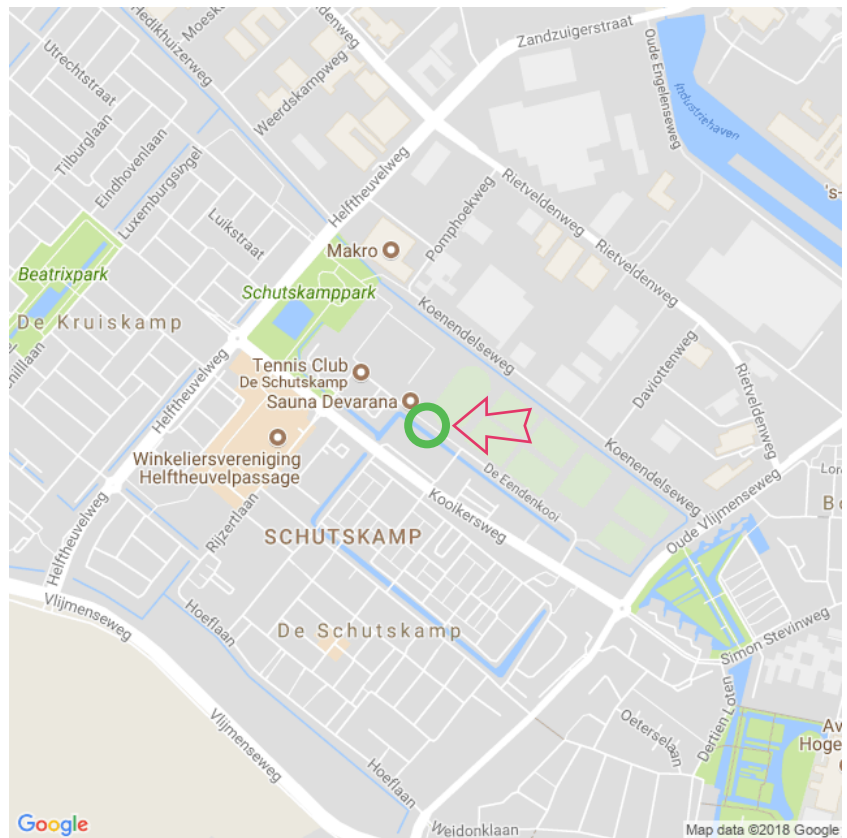 Zandzuigerstraat
Hedikhuizerweg
Utrechtstraat
Weerdskampweg
Oude Engelenseweg
Industriehaven
Tilburglaan
Eindhovenlaan
Luxemburgsingel
Helftheuvelweg
Rietveldenweg
Pomphoekweg
's-
Luikstraat
Makro
Rietveldenweg
Beatrixpark
Schutskamppark
Koenendelseweg
De Kruiskamp
Helftheuvelweg
Tennis Club
De Schutskamp
Daviottenweg
Rietveldenweg
Sauna Devarana
Winkeliersvereniging
Helftheuvelpassage
De Eendenkooi
Koenendelseweg
Kooikersweg
Oude Vlijmenseweg
Rijzertlaan
SCHUTSKAMP
Helftheuvelweg
Vlijmenseweg
Hoeflaan
De Schutskamp
Simon Stevinweg
Dertien Loten
Oeterselaan
Vlijmenseweg
Hoeflaan
Av
Hoge
Weidonklaan
Google
Map data ©2018 Google